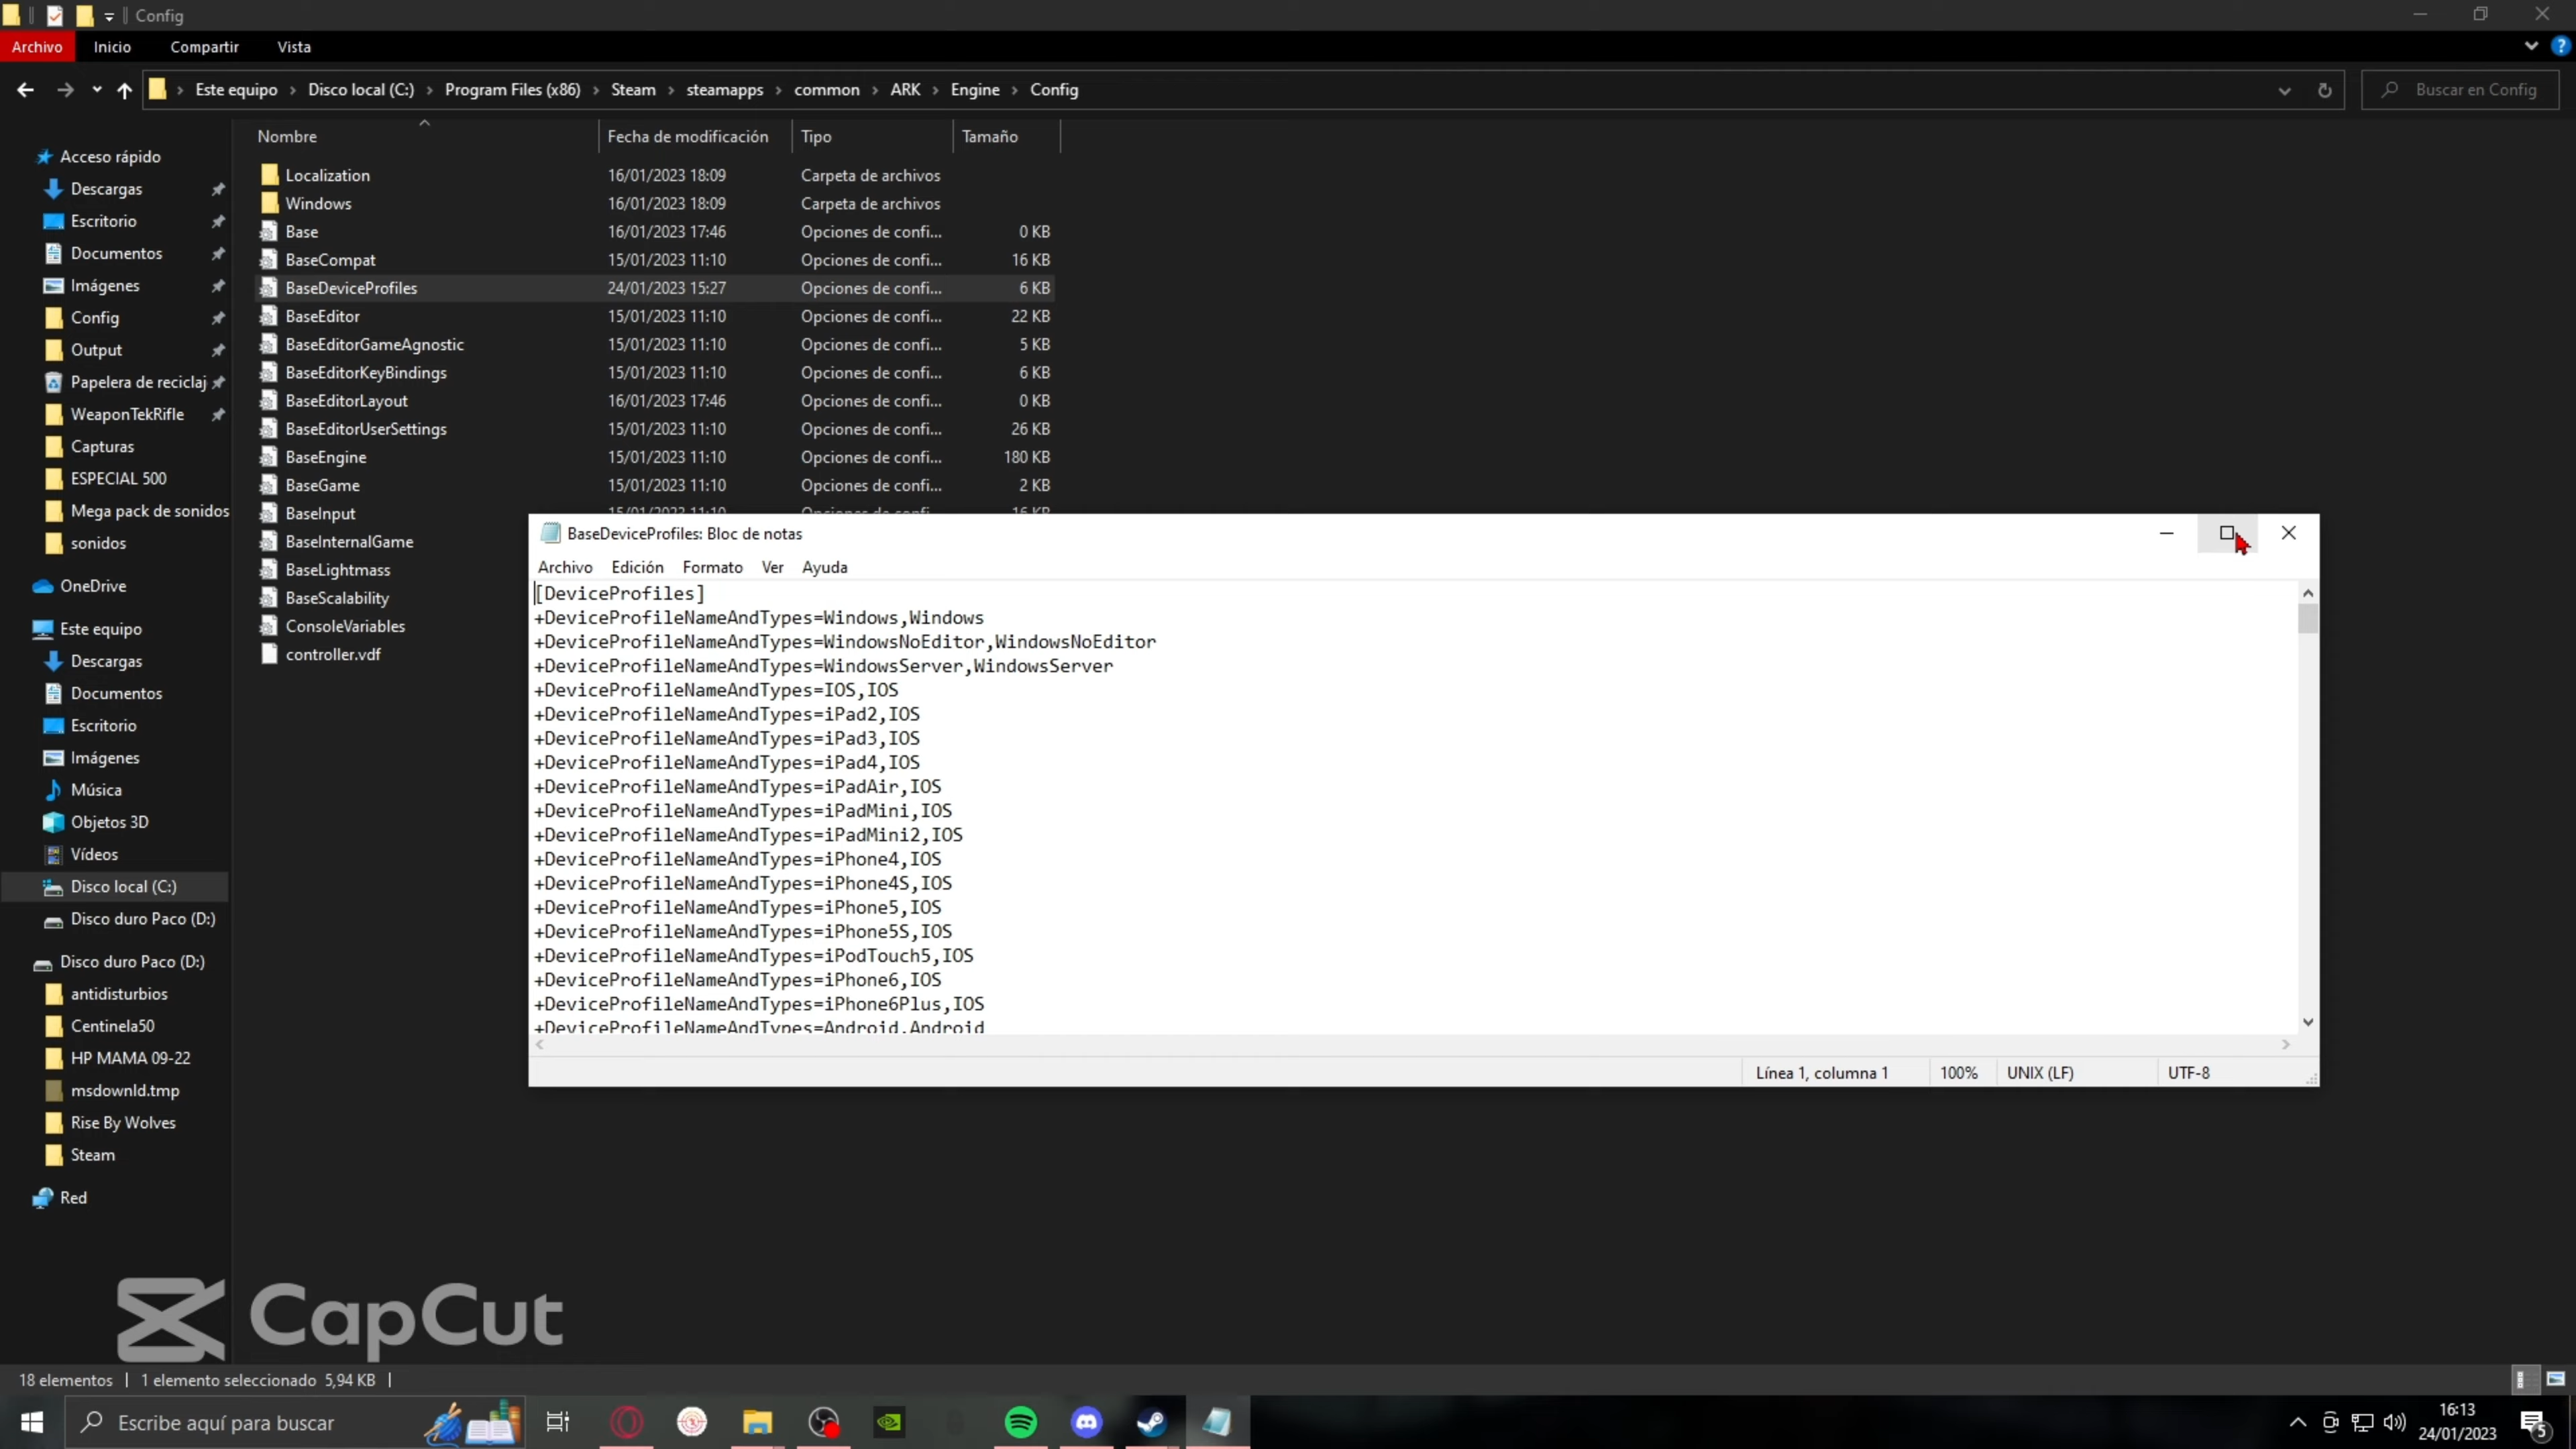 Config
Archivo Inicio Compartir Vista
Este equipo > Disco local (C:) > Program Files (x86) > Steam > steamapps > common > ARK > Engine > Config
Buscar en Config
Nombre Fecha de modificación Tipo Tamaño
Acceso rápido
Descargas
Escritorio
Documentos
Imágenes
Config
Output
Papelera de reciclaj
WeaponTekRifle
Capturas
ESPECIAL 500
Mega pack de sonidos
sonidos
OneDrive
Este equipo
Descargas
Documentos
Escritorio
Imágenes
Música
Objetos 3D
Vídeos
Disco local (C:)
Disco duro Paco (D:)
Disco duro Paco (D:)
antidisturbios
Centinela50
HP MAMA 09-22
msdownld.tmp
Rise By Wolves
Steam
Red
Localization 16/01/2023 18:09 Carpeta de archivos
Windows 16/01/2023 18:09 Carpeta de archivos
Base 16/01/2023 17:46 Opciones de confi... 0 KB
BaseCompat 15/01/2023 11:10 Opciones de confi... 16 KB
BaseDeviceProfiles 24/01/2023 15:27 Opciones de confi... 6 KB
BaseEditor 15/01/2023 11:10 Opciones de confi... 22 KB
BaseEditorGameAgnostic 15/01/2023 11:10 Opciones de confi... 5 KB
BaseEditorKeyBindings 15/01/2023 11:10 Opciones de confi... 6 KB
BaseEditorLayout 16/01/2023 17:46 Opciones de confi... 0 KB
BaseEditorUserSettings 15/01/2023 11:10 Opciones de confi... 26 KB
BaseEngine 15/01/2023 11:10 Opciones de confi... 180 KB
BaseGame 15/01/2023 11:10 Opciones de confi... 2 KB
BaseInput 15/01/2023 11:10 Opciones de confi... 16 KB
BaseInternalGame
BaseLightmass
BaseScalability
ConsoleVariables
controller.vdf
BaseDeviceProfiles: Bloc de notas
Archivo Edición Formato Ver Ayuda
[DeviceProfiles]
+DeviceProfileNameAndTypes=Windows,Windows
+DeviceProfileNameAndTypes=WindowsNoEditor,WindowsNoEditor
+DeviceProfileNameAndTypes=WindowsServer,WindowsServer
+DeviceProfileNameAndTypes=IOS,IOS
+DeviceProfileNameAndTypes=iPad2,IOS
+DeviceProfileNameAndTypes=iPad3,IOS
+DeviceProfileNameAndTypes=iPad4,IOS
+DeviceProfileNameAndTypes=iPadAir,IOS
+DeviceProfileNameAndTypes=iPadMini,IOS
+DeviceProfileNameAndTypes=iPadMini2,IOS
+DeviceProfileNameAndTypes=iPhone4,IOS
+DeviceProfileNameAndTypes=iPhone4S,IOS
+DeviceProfileNameAndTypes=iPhone5,IOS
+DeviceProfileNameAndTypes=iPhone5S,IOS
+DeviceProfileNameAndTypes=iPodTouch5,IOS
+DeviceProfileNameAndTypes=iPhone6,IOS
+DeviceProfileNameAndTypes=iPhone6Plus,IOS
+DeviceProfileNameAndTypes=Android,Android
Línea 1, columna 1 100% UNIX (LF) UTF-8
CapCut
18 elementos | 1 elemento seleccionado 5,94 KB |
Escribe aquí para buscar
16:13
24/01/2023
5